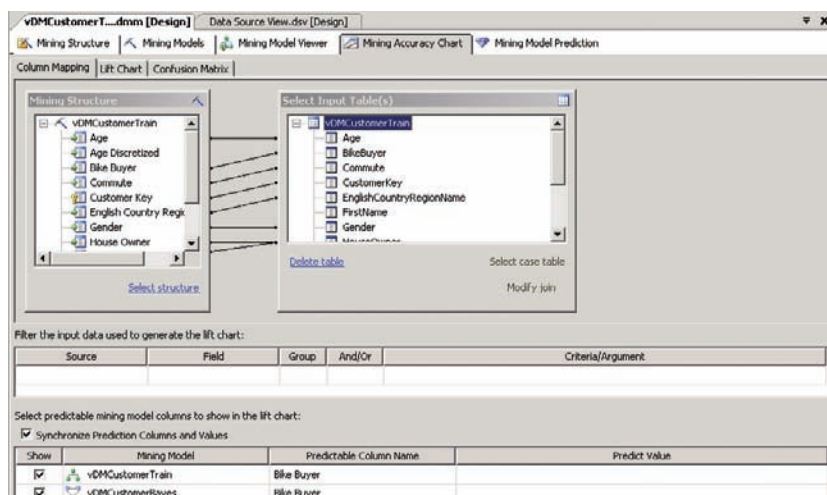 vDMCustomerT....dmm [Design] Data Source View.dsv [Design]
Mining Structure Mining Models Mining Model Viewer Mining Accuracy Chart Mining Model Prediction
Column Mapping Lift Chart Confusion Matrix
Mining Structure
vDMCustomerTrain
Age
Age Discretized
Bike Buyer
Commute
Customer Key
English Country Regic
Gender
House Owner
Select structure
Select Input Table(s)
vDMCustomerTrain
Age
BikeBuyer
Commute
CustomerKey
EnglishCountryRegionName
FirstName
Gender
HouseOwner
Delete table Select case table
Modify join
Filter the input data used to generate the lift chart:
Source Field Group And/Or Criteria/Argument
Select predictable mining model columns to show in the lift chart:
Synchronize Prediction Columns and Values
Show Mining Model Predictable Column Name Predict Value
vDMCustomerTrain Bike Buyer
vDMCustomerBayes Bike Buyer